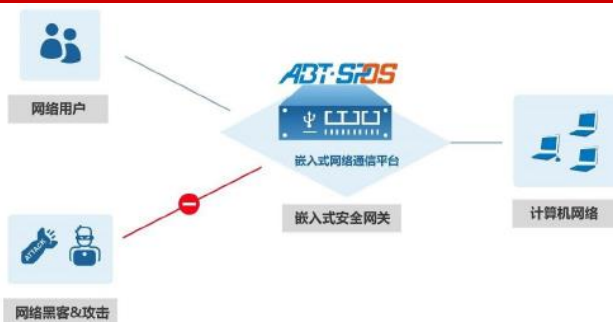 网络用户
ABT·SPOS
嵌入式网络通信平台
嵌入式安全网关
计算机网络
ATTACK
网络黑客&攻击